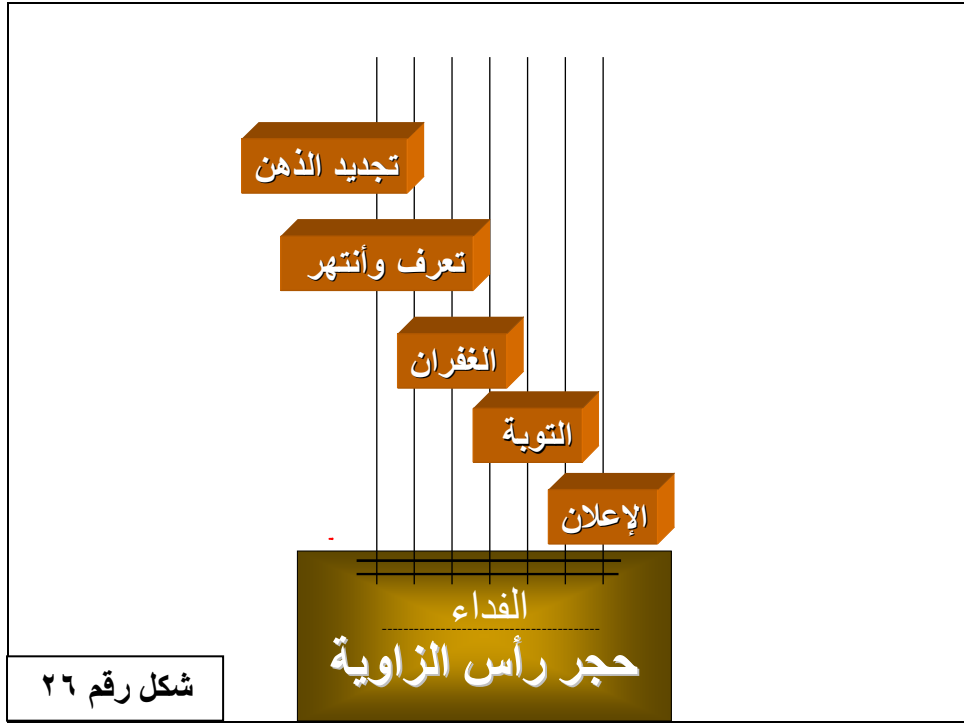 تجديد الذهن
تعرف وأنتهر
الغفران
التوبة
الإعلان
الفداء
حجر رأس الزاوية
شكل رقم ٢٦